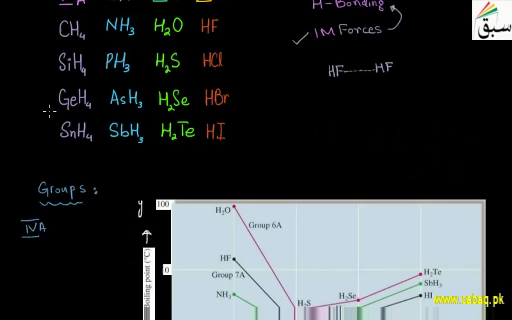 H-Bonding
CH4 NH3 H2O HF
IM Forces
سبق
SiH4 PH3 H2S HCl
HF------HF
GeH4 AsH3 H2Se HBr
SnH4 SbH3 H2Te HI
Groups:
IVA
y
100
H2O
Group 6A
HF
Group 7A
0
NH3
H2S
H2Se
H2Te
SbH3
HI
Boiling point (°C)
www.sabaq.pk